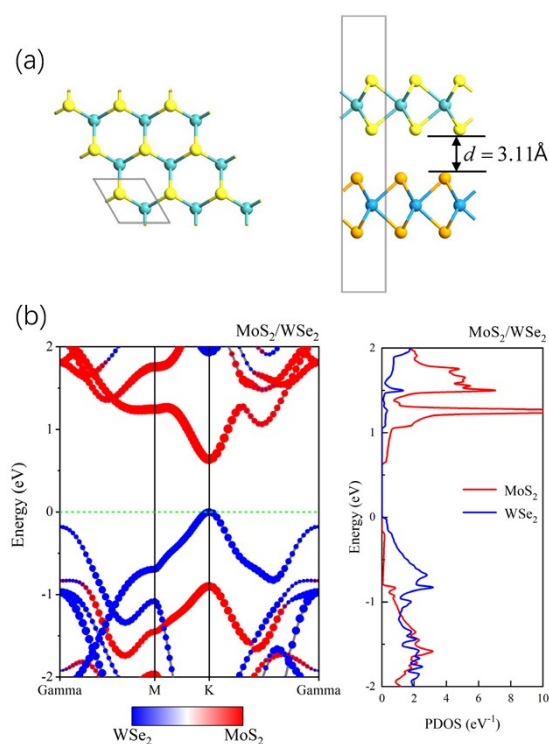 (a)
d = 3.11Å
(b)
MoS₂/WSe₂
Energy (eV)
2
1
0
-1
-2
Gamma
M
K
Gamma
WSe₂
MoS₂
MoS₂/WSe₂
Energy (eV)
2
1
0
-1
-2
MoS₂
WSe₂
0
2
4
6
8
10
PDOS (eV⁻¹)